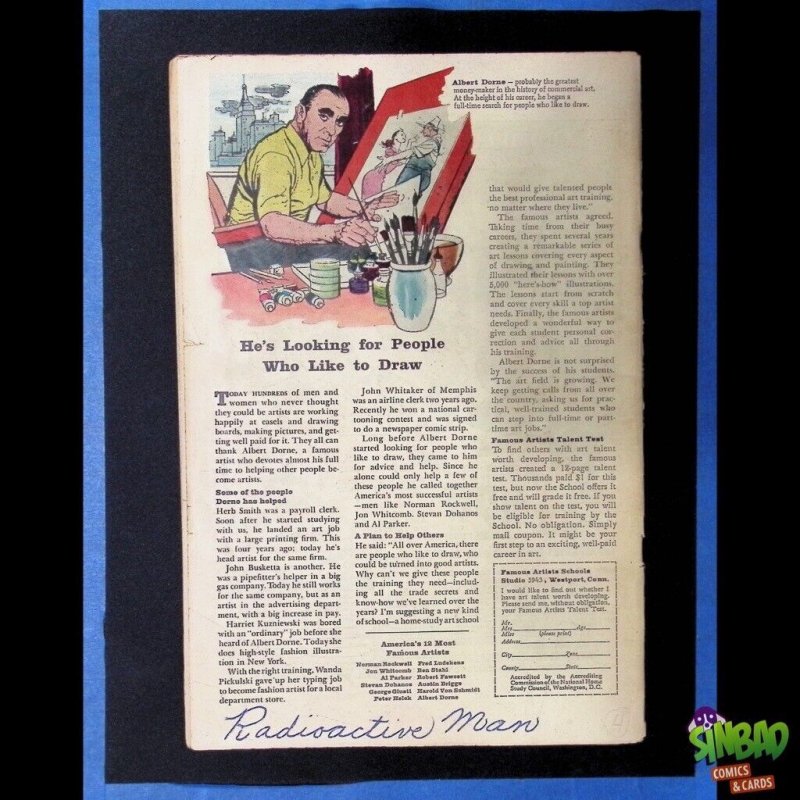 Albert Dorne — probably the greatest
money-maker in the history of commercial art.
At the height of his career, he began a
full-time search for people who like to draw.
He's Looking for People
Who Like to Draw
TODAY HUNDREDS of men and
women who never thought
they could be artists are working
happily at easels and drawing
boards, making pictures, and get-
ting well paid for it. They all can
thank Albert Dorne, a famous
artist who devotes almost his full
time to helping other people be-
come artists.
Some of the people
Dorne has helped
Herb Smith was a payroll clerk.
Soon after he started studying with
us, he landed an art job
with a large printing firm. This
was four years ago; today he's
head artist for the same firm.
John Busketta is another. He
was a pipefitter's helper in a big
gas company. Today he still works
for the same company, but as an
artist in the advertising depart-
ment, with a big increase in pay.
Harriet Kuzniewski was bored
with an "ordinary" job before she
heard of Albert Dorne. Today she
does high-style fashion illustra-
tion in New York.
With the right training, Wanda
Pickulski gave up her typing job
to become fashion artist for a local
department store.
John Whitaker of Memphis
was an airline clerk two years ago.
Recently he won a national car-
tooning contest and was signed
to do a newspaper comic strip.
Long before Albert Dorne
started looking for people who
like to draw, they came to him
for advice and help. Since he
alone could only help a few of
these people he called together
America's most successful artists
—men like Norman Rockwell,
Jon Whitcomb, Stevan Dohanos
and Al Parker.
A Plan to Help Others
He said: "All over America, there
are people who like to draw, who
could be turned into good artists.
Why can't we give these people
the training they need—includ-
ing all the trade secrets and
know-how we've learned over the
years? I'm suggesting a new kind
of school—a home-study art school
America's 12 Most
Famous Artists
Norman Rockwell Fred Ludekens
Jon Whitcomb Ben Stahl
Al Parker Robert Fawcett
Stevan Dohanos Austin Briggs
George Giusti Harold Von Schmidt
Peter Helck Albert Dorne
that would give talented people
the best professional art training,
no matter where they live."
The famous artists agreed.
Taking time from their busy
careers, they spent several years
creating a remarkable series of
art lessons covering every aspect
of drawing and painting. They
illustrated their lessons with over
5,000 "here's-how" illustrations.
The lessons start from scratch
and cover every skill a top artist
needs. Finally, the famous artists
developed a wonderful way to
give each student personal cor-
rection and advice all through
his training.
Albert Dorne is not surprised
by the success of his students.
"The art field is growing. We
keep getting calls from all over
the country, asking us for prac-
tical, well-trained students who
can step into full-time or part-
time art jobs."
Famous Artists Talent Test
To find others with art talent
worth developing, the famous
artists created a 12-page talent
test. Thousands paid $1 for this
test, but now the School offers it
free and will grade it free. If you
show talent on the test, you will
be eligible for training by the
School. No obligation. Simply
mail coupon. It might be your
first step to an exciting, well-paid
career in art.
Famous Artists Schools
Studio 5943, Westport, Conn.
I would like to find out whether I
have art talent worth developing.
Please send me, without obligation,
your Famous Artists Talent Test.
Mr.
Mrs. Age
Miss (please print)
Address
City Zone
County State
Accredited by the Accrediting
Commission of the National Home
Study Council, Washington, D.C.
Radioactive Man
SINBAD
COMICS
& CARDS